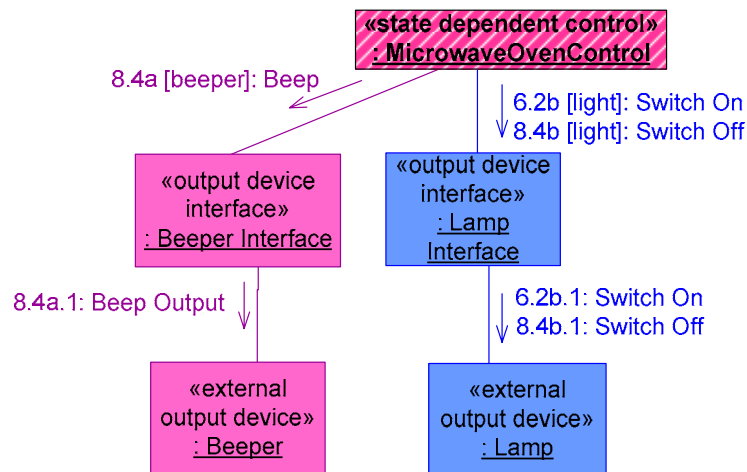 «state dependent control»
: MicrowaveOvenControl
8.4a [beeper]: Beep
6.2b [light]: Switch On
8.4b [light]: Switch Off
«output device
interface»
: Beeper Interface
«output device
interface»
: Lamp
Interface
8.4a.1: Beep Output
6.2b.1: Switch On
8.4b.1: Switch Off
«external
output device»
: Beeper
«external
output device»
: Lamp